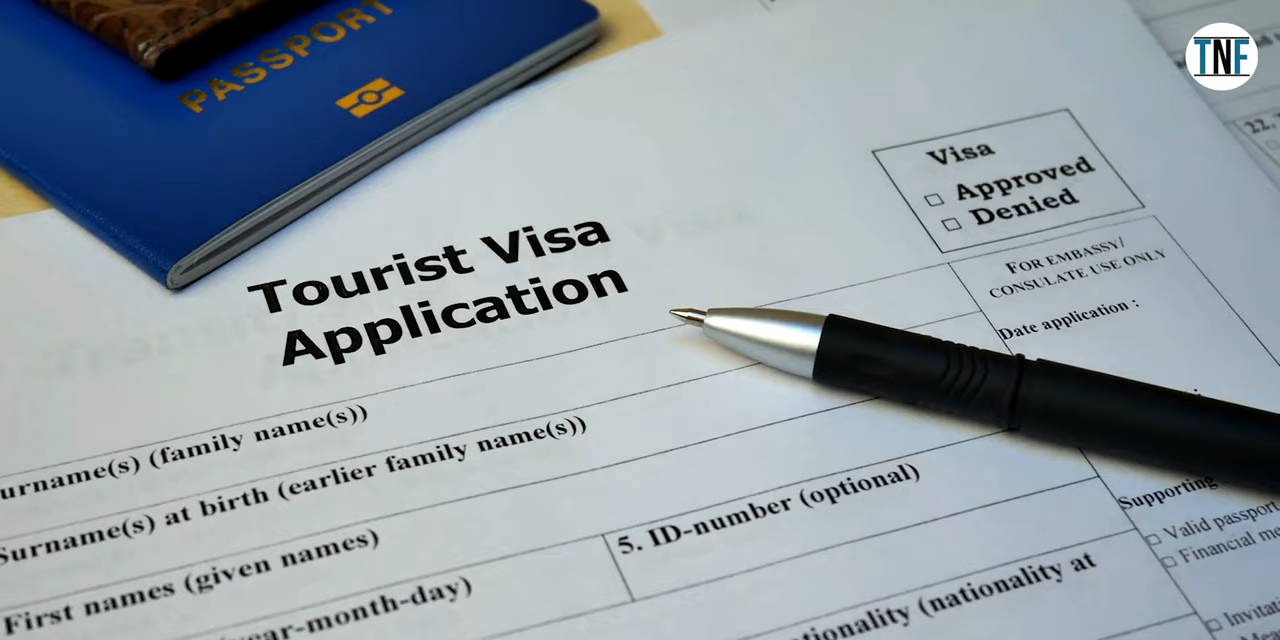 PASSPORT
TNF
Visa
Approved
Denied
Tourist Visa
Application
FOR EMBASSY/
CONSULATE USE ONLY
Date application :
urname(s) (family name(s))
Surname(s) at birth (earlier family name(s))
First names (given names)
year-month-day)
5. ID-number (optional)
(nationality at
Supporting
Valid passport
Financial
22.